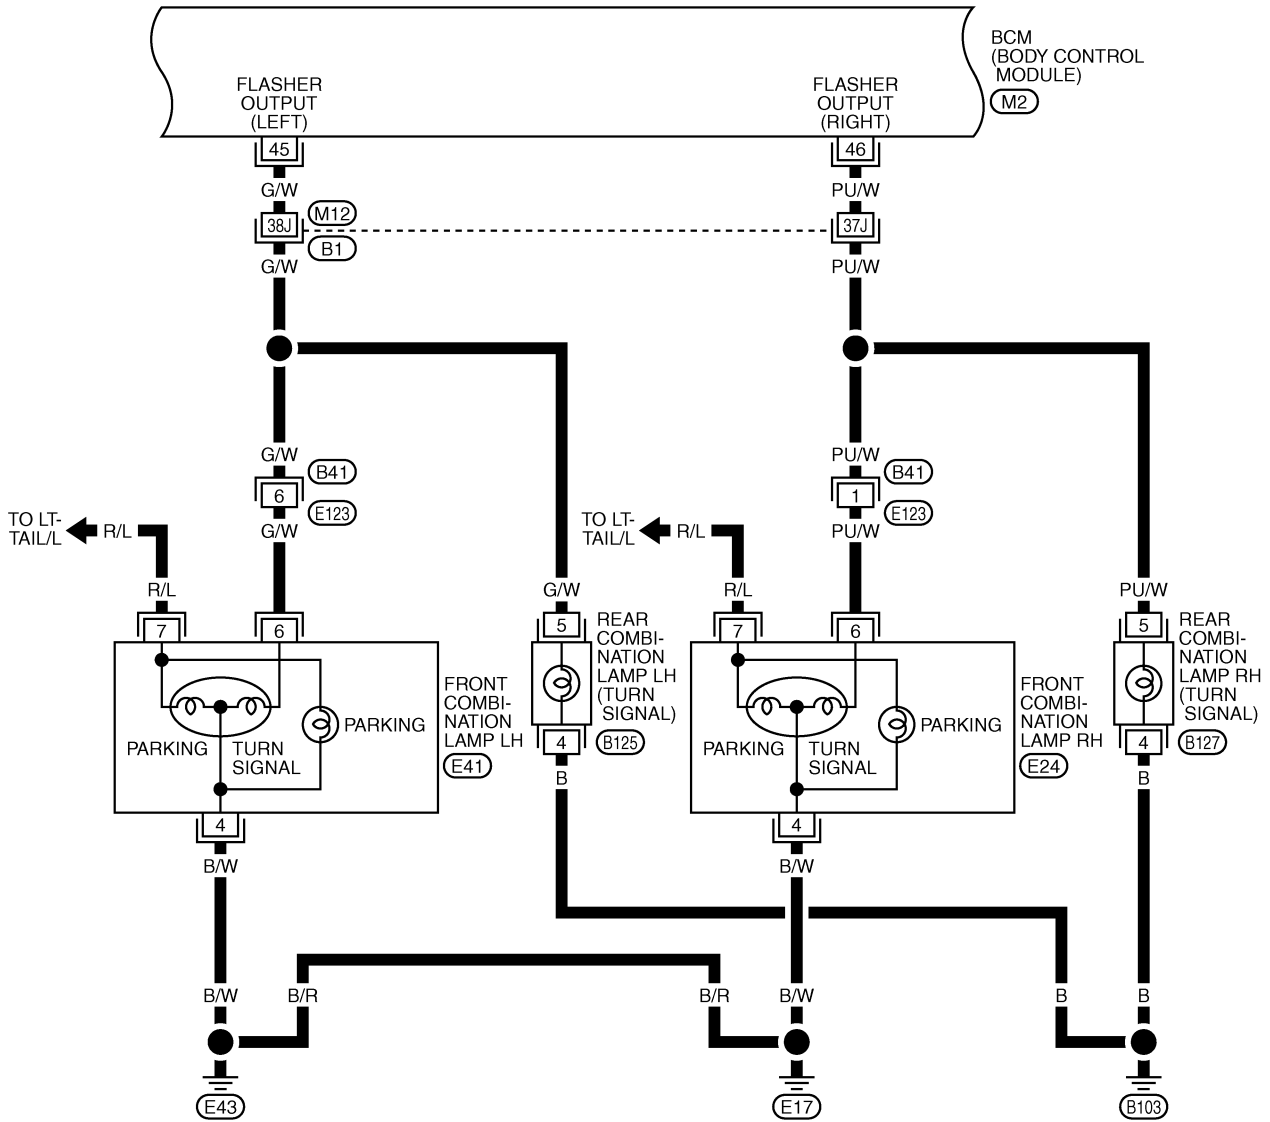 BCM
(BODY CONTROL
MODULE)
M2
FLASHER
OUTPUT
(LEFT)
FLASHER
OUTPUT
(RIGHT)
45
46
G/W
PU/W
38J
M12
B1
37J
G/W
PU/W
G/W
PU/W
B41
6
E123
B41
1
E123
G/W
PU/W
TO LT-
TAIL/L
R/L
TO LT-
TAIL/L
R/L
R/L
G/W
R/L
PU/W
7
6
5
7
6
5
REAR
COMBI-
NATION
LAMP LH
(TURN
SIGNAL)
B125
REAR
COMBI-
NATION
LAMP RH
(TURN
SIGNAL)
B127
FRONT
COMBI-
NATION
LAMP LH
E41
FRONT
COMBI-
NATION
LAMP RH
E24
PARKING
PARKING
TURN
SIGNAL
PARKING
PARKING
TURN
SIGNAL
4
4
B
B
4
4
B/W
B/W
B/W
B/R
B/R
B/W
B
B
E43
E17
B103